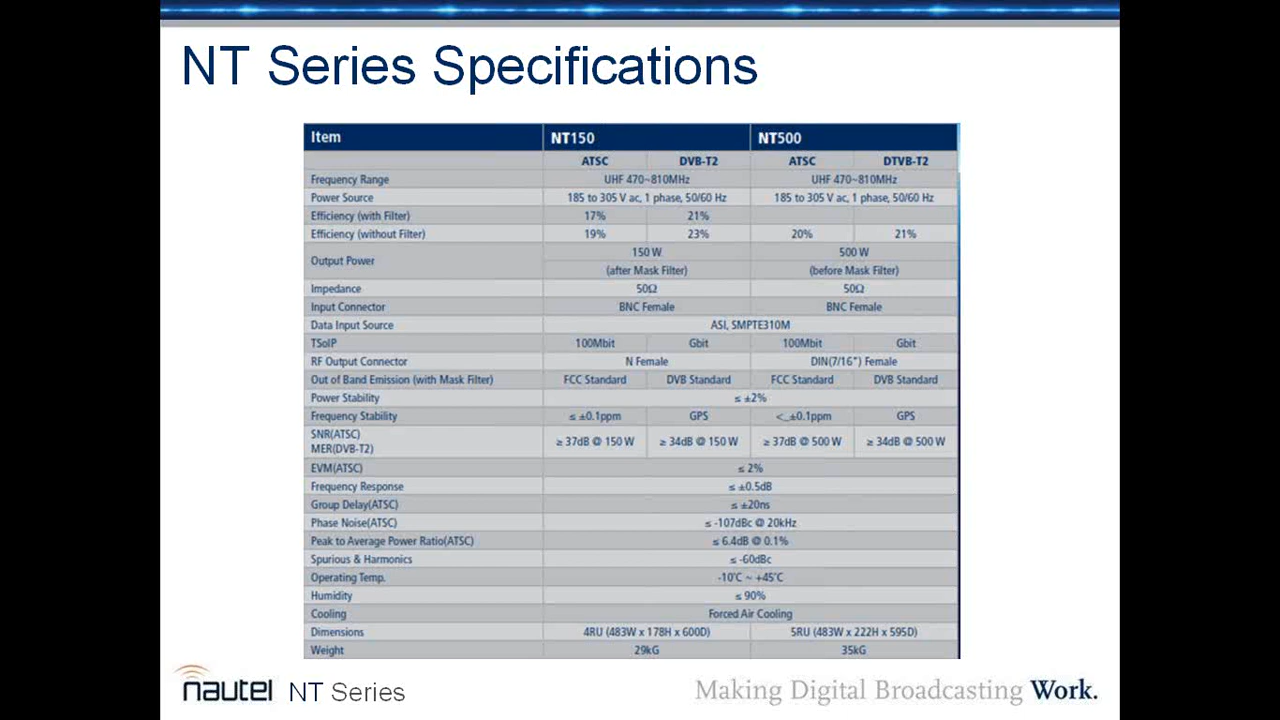 NT Series Specifications
Item NT150 NT500
ATSC DVB-T2 ATSC DTVB-T2
Frequency Range UHF 470~810MHz UHF 470~810MHz
Power Source 185 to 305 V ac, 1 phase, 50/60 Hz 185 to 305 V ac, 1 phase, 50/60 Hz
Efficiency (with Filter) 17% 21%
Efficiency (without Filter) 19% 23% 20% 21%
Output Power 150 W 500 W
(after Mask Filter) (before Mask Filter)
Impedance 50Ω 50Ω
Input Connector BNC Female BNC Female
Data Input Source ASI, SMPTE310M
TSoIP 100Mbit Gbit 100Mbit Gbit
RF Output Connector N Female DIN(7/16") Female
Out of Band Emission (with Mask Filter) FCC Standard DVB Standard FCC Standard DVB Standard
Power Stability ≤ ±2%
Frequency Stability ≤ ±0.1ppm GPS <_±0.1ppm GPS
SNR(ATSC)
MER(DVB-T2) ≥ 37dB @ 150 W ≥ 34dB @ 150 W ≥ 37dB @ 500 W ≥ 34dB @ 500 W
EVM(ATSC) ≤ 2%
Frequency Response ≤ ±0.5dB
Group Delay(ATSC) ≤ ±20ns
Phase Noise(ATSC) ≤ -107dBc @ 20kHz
Peak to Average Power Ratio(ATSC) ≤ 6.4dB @ 0.1%
Spurious & Harmonics ≤ -60dBc
Operating Temp. -10°C ~ +45°C
Humidity ≤ 90%
Cooling Forced Air Cooling
Dimensions 4RU (483W x 178H x 600D) 5RU (483W x 222H x 595D)
Weight 29kG 35kG
nautel NT Series
Making Digital Broadcasting Work.